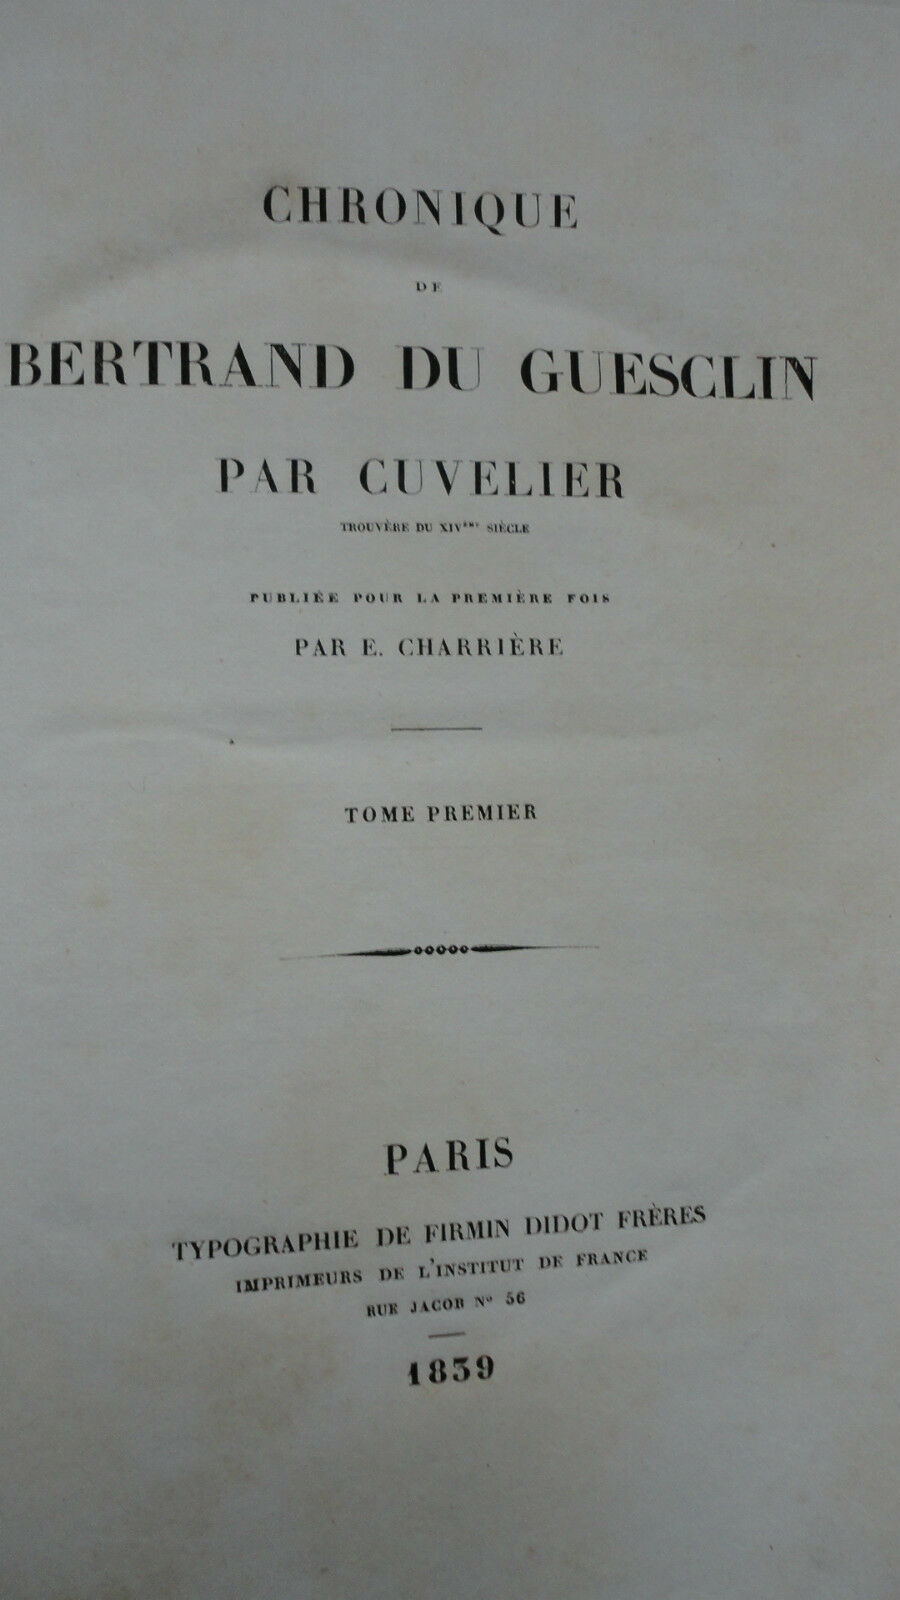 CHRONIQUE
DE
BERTRAND DU GUESCLIN
PAR CUVELIER
TROUVÈRE DU XIVÈME SIÈCLE
PUBLIÉE POUR LA PREMIÈRE FOIS
PAR E. CHARRIÈRE
TOME PREMIER
PARIS
TYPOGRAPHIE DE FIRMIN DIDOT FRÈRES
IMPRIMEURS DE L'INSTITUT DE FRANCE
RUE JACOB Nº 56
1839